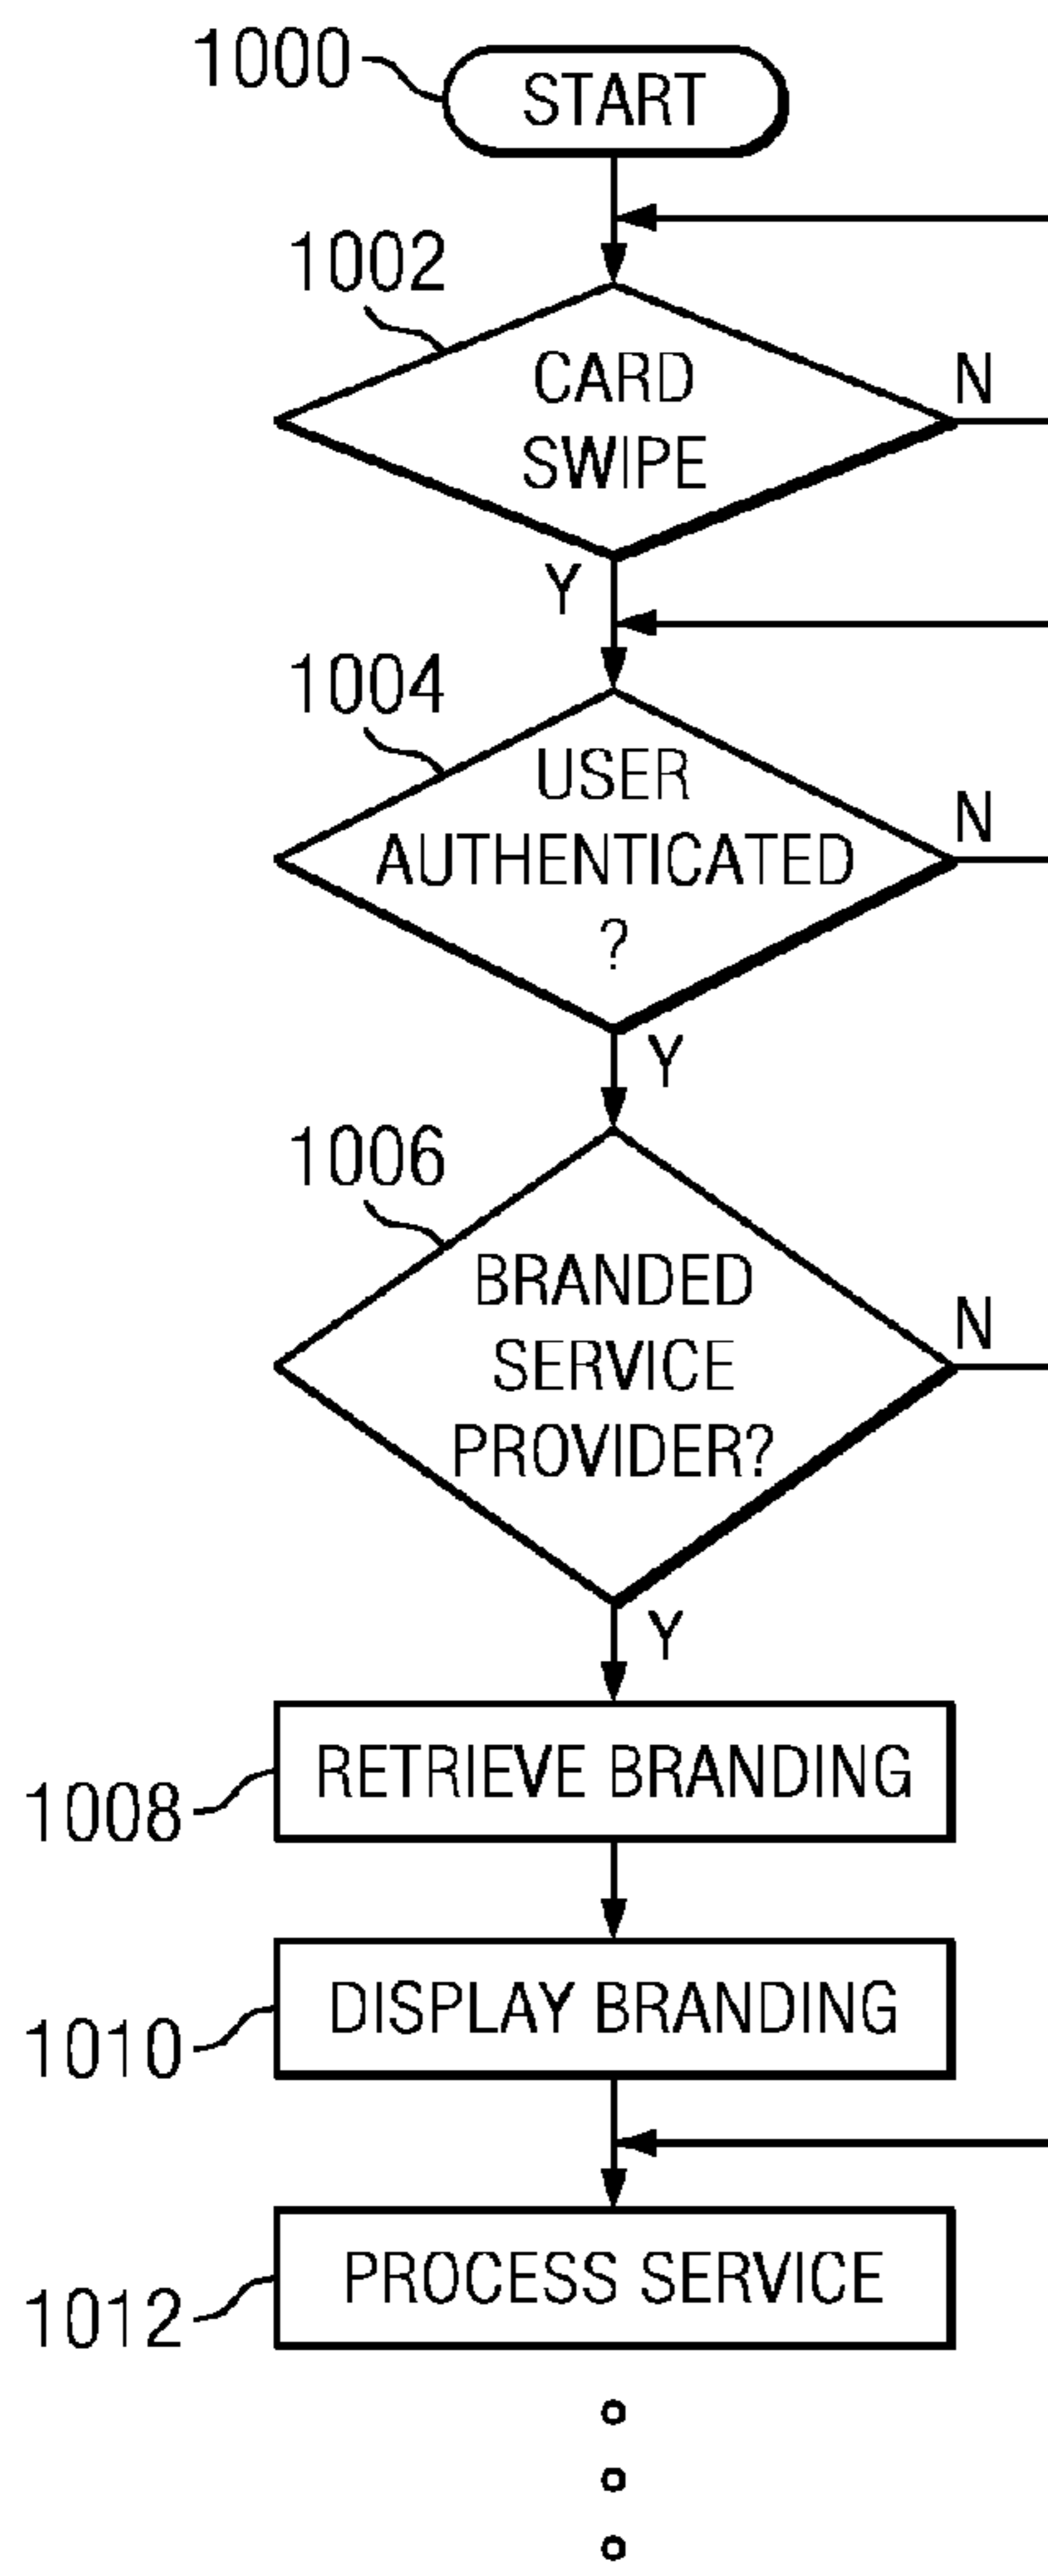 1000
START
1002
CARD
SWIPE
N
Y
1004
USER
AUTHENTICATED
?
N
Y
1006
BRANDED
SERVICE
PROVIDER?
N
Y
1008
RETRIEVE BRANDING
1010
DISPLAY BRANDING
1012
PROCESS SERVICE